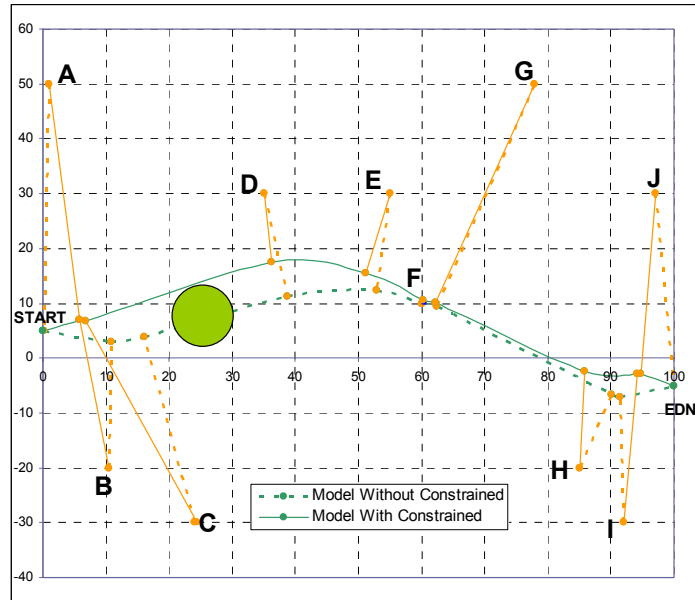 60
A
50
G
40
D
E
J
30
20
F
10
START
0
0 10 20 30 40 50 60 70 80 90 100
EDN
-10
B
H
-20
C
I
-30
-40
Model Without Constrained
Model With Constrained